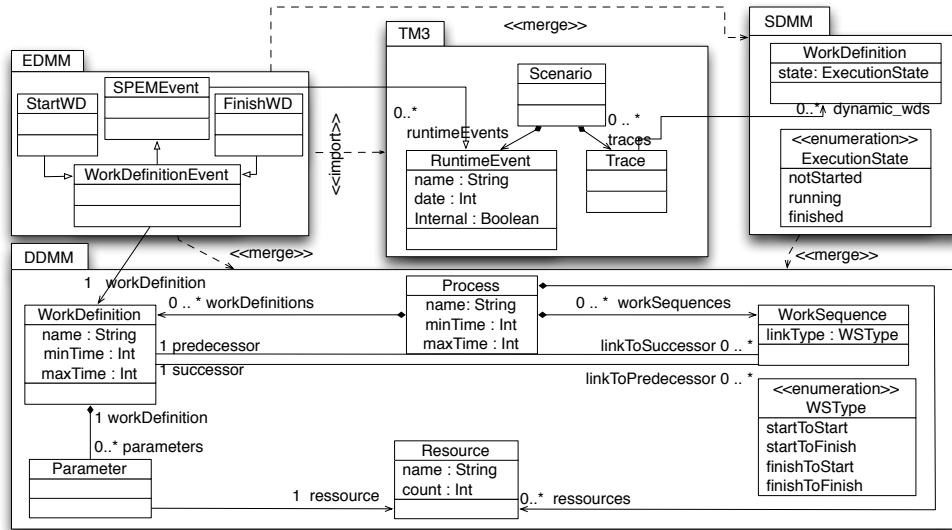 EDMM
SPEMEvent
StartWD
FinishWD
WorkDefinitionEvent
<<merge>>
<<import>>
TM3
Scenario
0..*
runtimeEvents
0 .. *
traces
RuntimeEvent
name : String
date : Int
Internal : Boolean
Trace
SDMM
WorkDefinition
state: ExecutionState
0..* dynamic_wds
<<enumeration>>
ExecutionState
notStarted
running
finished
<<merge>>
<<merge>>
DDMM
1 workDefinition
WorkDefinition
name : String
minTime : Int
maxTime : Int
0 .. * workDefinitions
Process
name: String
minTime : Int
maxTime : Int
0 .. * workSequences
WorkSequence
linkType : WSType
1 predecessor
linkToSuccessor 0 .. *
1 successor
linkToPredecessor 0 .. *
<<enumeration>>
WSType
startToStart
startToFinish
finishToStart
finishToFinish
1 workDefinition
0..* parameters
Parameter
1 ressource
Resource
name : String
count : Int
0..* ressources